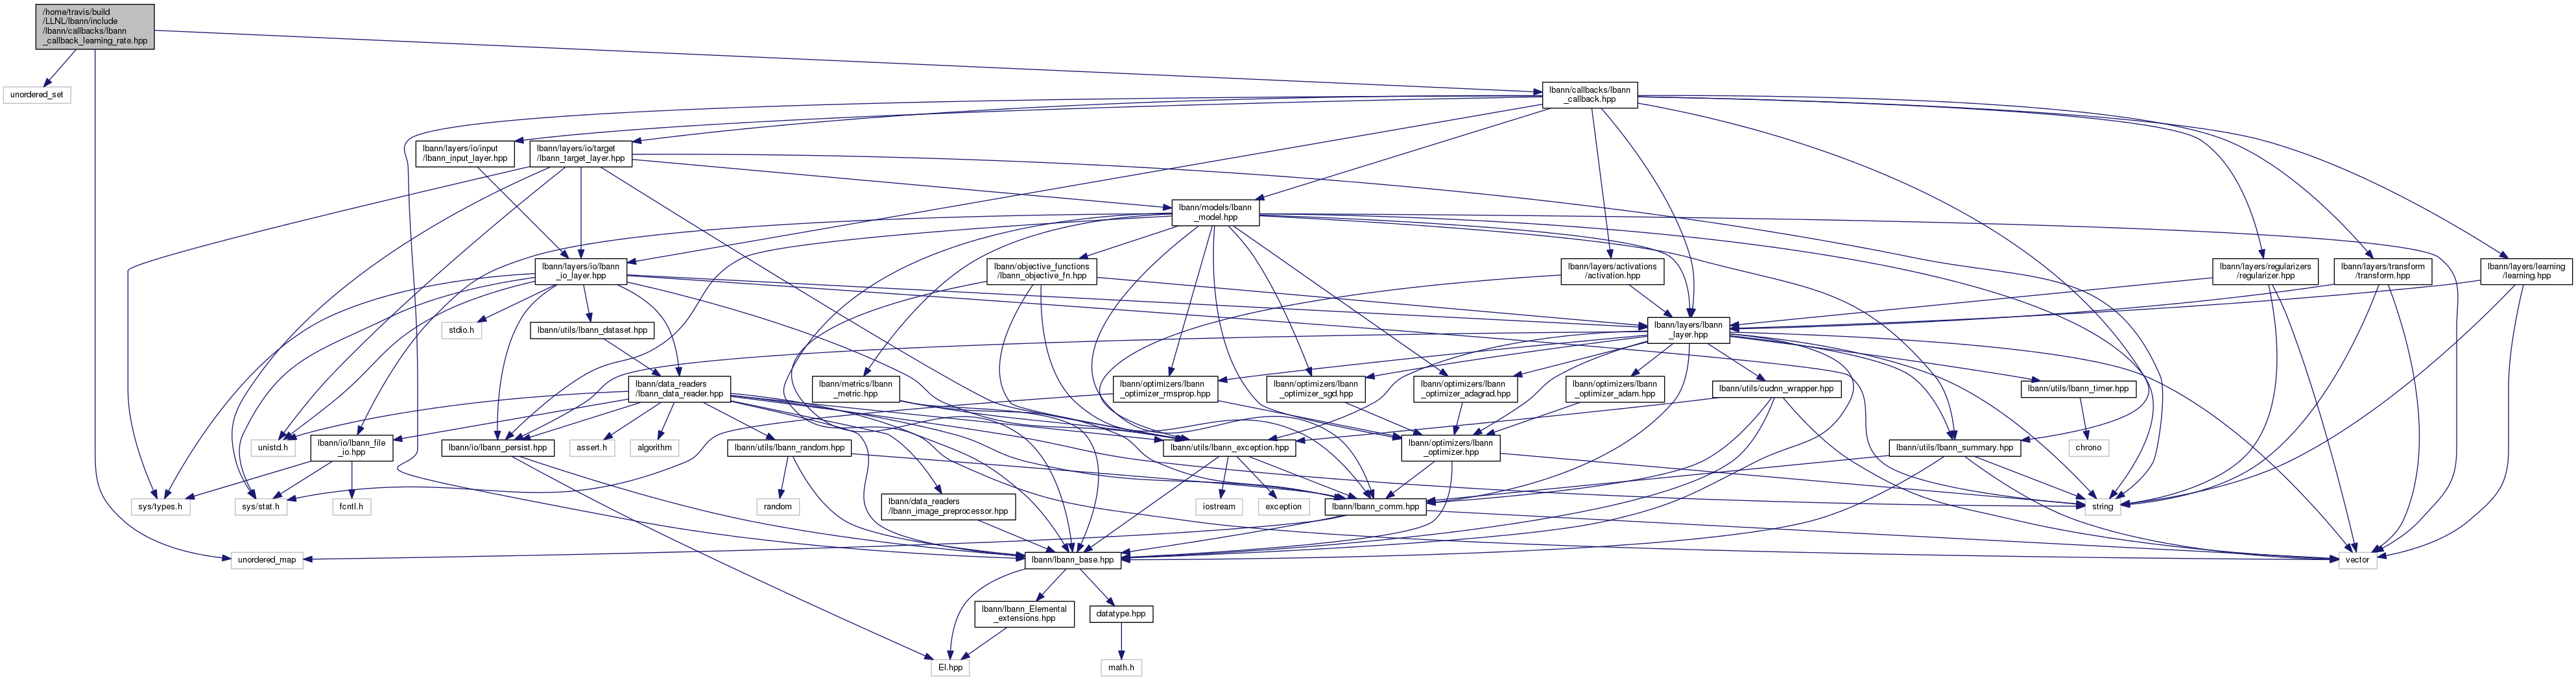 /home/travis/build
/LLNL/lbann/include
/lbann/callbacks/lbann
_callback_learning_rate.hpp
unordered_set
lbann/callbacks/lbann
_callback.hpp
lbann/layers/io/input
/lbann_input_layer.hpp
lbann/layers/io/target
/lbann_target_layer.hpp
lbann/models/lbann
_model.hpp
lbann/layers/io/lbann
_io_layer.hpp
lbann/objective_functions
/lbann_objective_fn.hpp
lbann/layers/activations
/activation.hpp
lbann/layers/regularizers
/regularizer.hpp
lbann/layers/transform
/transform.hpp
lbann/layers/learning
/learning.hpp
stdio.h
lbann/utils/lbann_dataset.hpp
lbann/layers/lbann
_layer.hpp
lbann/data_readers
/lbann_data_reader.hpp
lbann/metrics/lbann
_metric.hpp
lbann/optimizers/lbann
_optimizer_rmsprop.hpp
lbann/optimizers/lbann
_optimizer_sgd.hpp
lbann/optimizers/lbann
_optimizer_adagrad.hpp
lbann/optimizers/lbann
_optimizer_adam.hpp
lbann/utils/cudnn_wrapper.hpp
lbann/utils/lbann_timer.hpp
unistd.h
lbann/io/lbann_file
_io.hpp
lbann/io/lbann_persist.hpp
assert.h
algorithm
lbann/utils/lbann_random.hpp
lbann/utils/lbann_exception.hpp
lbann/optimizers/lbann
_optimizer.hpp
lbann/utils/lbann_summary.hpp
chrono
sys/types.h
sys/stat.h
fcntl.h
random
lbann/data_readers
/lbann_image_preprocessor.hpp
iostream
exception
lbann/lbann_comm.hpp
string
unordered_map
lbann/lbann_base.hpp
vector
lbann/lbann_Elemental
_extensions.hpp
datatype.hpp
El.hpp
math.h